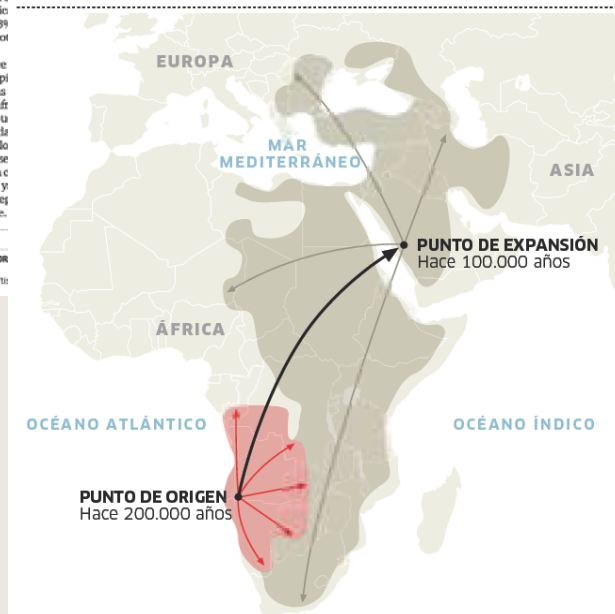 EUROPA
MAR
MEDITERRÁNEO
ASIA
PUNTO DE EXPANSIÓN
Hace 100.000 años
ÁFRICA
OCÉANO ATLÁNTICO
OCÉANO ÍNDICO
PUNTO DE ORIGEN
Hace 200.000 años